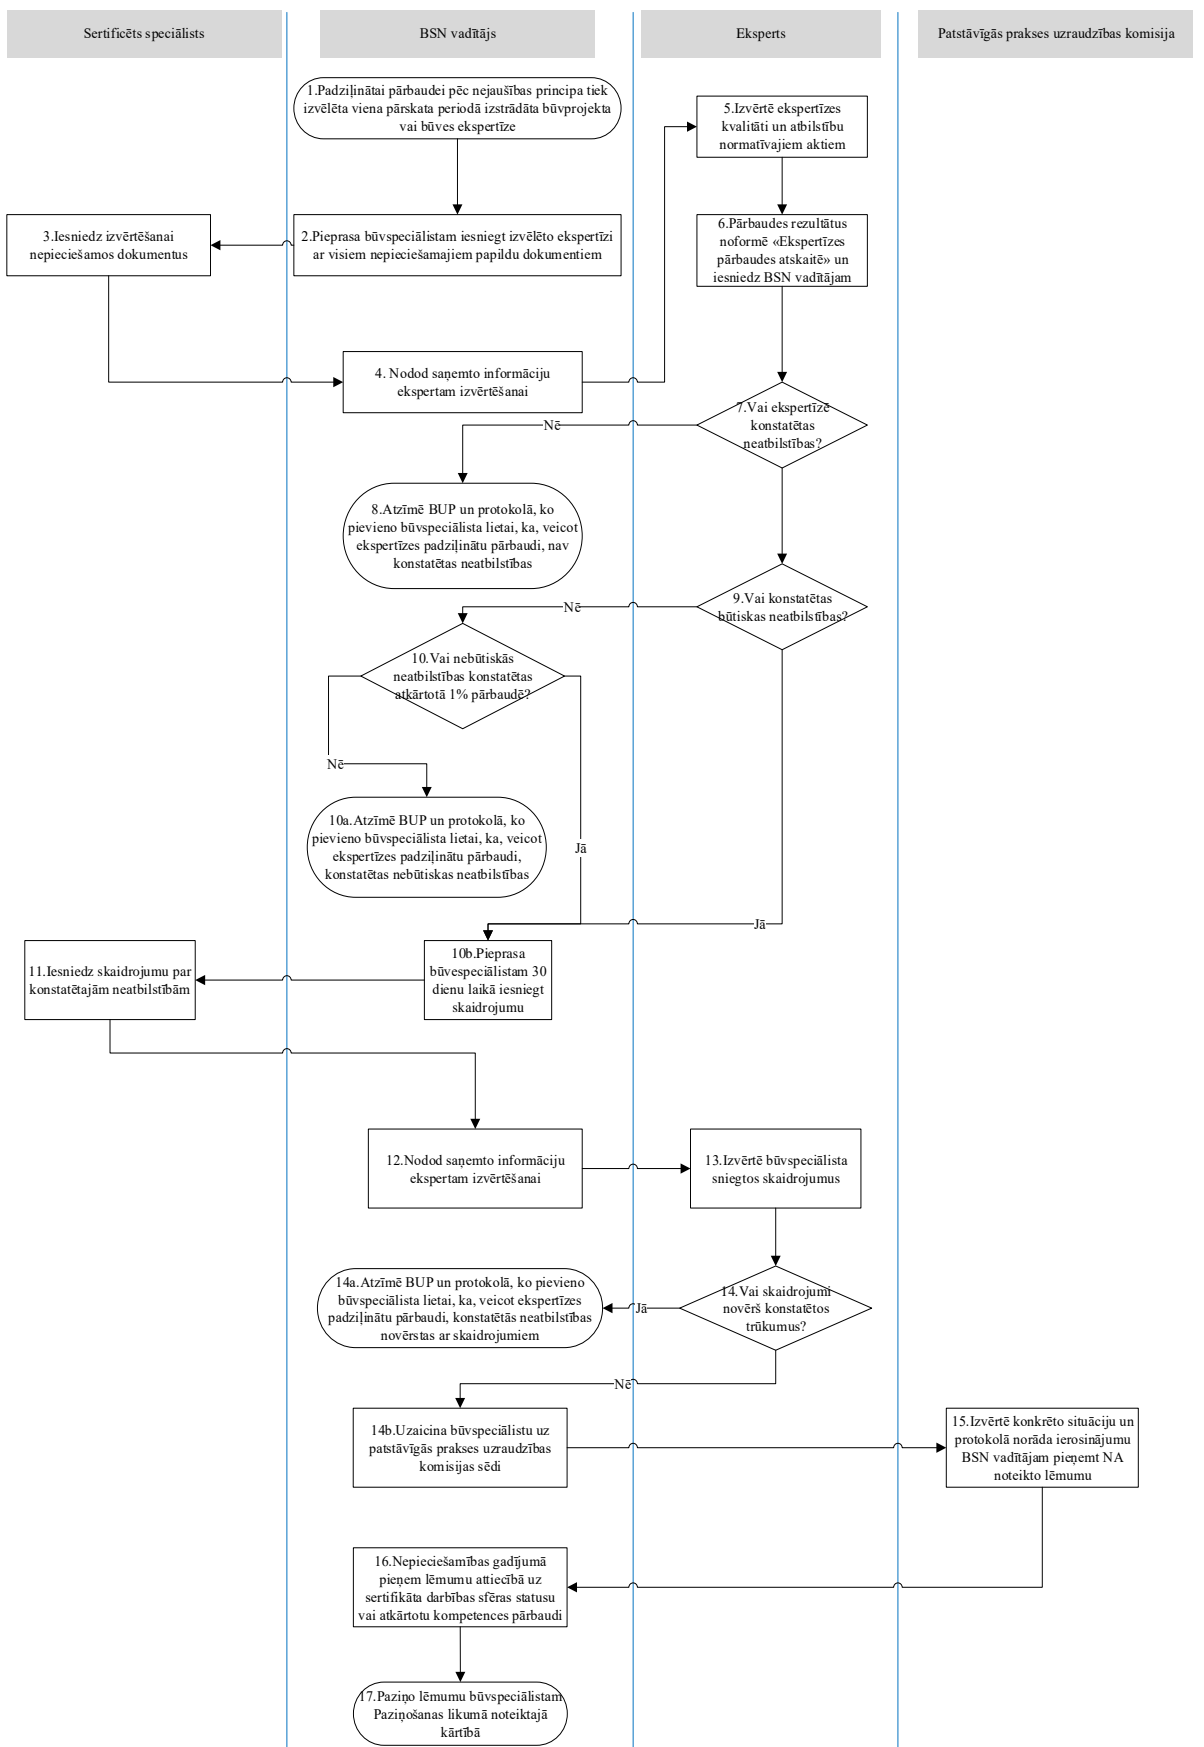 Sertificēts speciālists
BSN vadītājs
Eksperts
Patstāvīgās prakses uzraudzības komisija
1.Padziļinātai pārbaudei pēc nejaušības principa tiek
izvēlēta viena pārskata periodā izstrādāta būvprojekta
vai būves ekspertīze
5.Izvērtē ekspertīzes
kvalitāti un atbilstību
normatīvajiem aktiem
3.Iesniedz izvērtēšanai
nepieciešamos dokumentus
2.Pieprasa būvspeciālistam iesniegt izvēlēto ekspertīzi
ar visiem nepieciešamajiem papildu dokumentiem
6.Pārbaudes rezultātus
noformē «Ekspertīzes
pārbaudes atskaitē» un
iesniedz BSN vadītājam
4. Nodod saņemto informāciju
ekspertam izvērtēšanai
7.Vai ekspertīzē
konstatētas
neatbilstības?
Nē
8.Atzīmē BUP un protokolā, ko
pievieno būvspeciālista lietai, ka, veicot
ekspertīzes padziļinātu pārbaudi, nav
konstatētas neatbilstības
9.Vai konstatētas
būtiskas neatbilstības?
Nē
10.Vai nebūtiskās
neatbilstības konstatētas
atkārtotā 1% pārbaudē?
Nē
10a.Atzīmē BUP un protokolā, ko
pievieno būvspeciālista lietai, ka, veicot
ekspertīzes padziļinātu pārbaudi,
konstatētas nebūtiskas neatbilstības
Jā
Jā
11.Iesniedz skaidrojumu par
konstatētajām neatbilstībām
10b.Pieprasa
būvespeciālistam 30
dienu laikā iesniegt
skaidrojumu
12.Nodod saņemto informāciju
ekspertam izvērtēšanai
13.Izvērtē būvspeciālista
sniegtos skaidrojumus
14a.Atzīmē BUP un protokolā, ko pievieno
būvspeciālista lietai, ka, veicot ekspertīzes
padziļinātu pārbaudi, konstatētās neatbilstības
novērstas ar skaidrojumiem
Jā
14.Vai skaidrojumi
novērš konstatētos
trūkumus?
Nē
14b.Uzaicina būvspeciālistu uz
patstāvīgās prakses uzraudzības
komisijas sēdi
15.Izvērtē konkrēto situāciju un
protokolā norāda ierosinājumu
BSN vadītājam pieņemt NA
noteikto lēmumu
16.Nepieciešamības gadījumā
pieņem lēmumu attiecībā uz
sertifikāta darbības sfēras statusu
vai atkārtotu kompetences pārbaudi
17.Paziņo lēmumu būvspeciālistam
Paziņošanas likumā noteiktajā
kārtībā